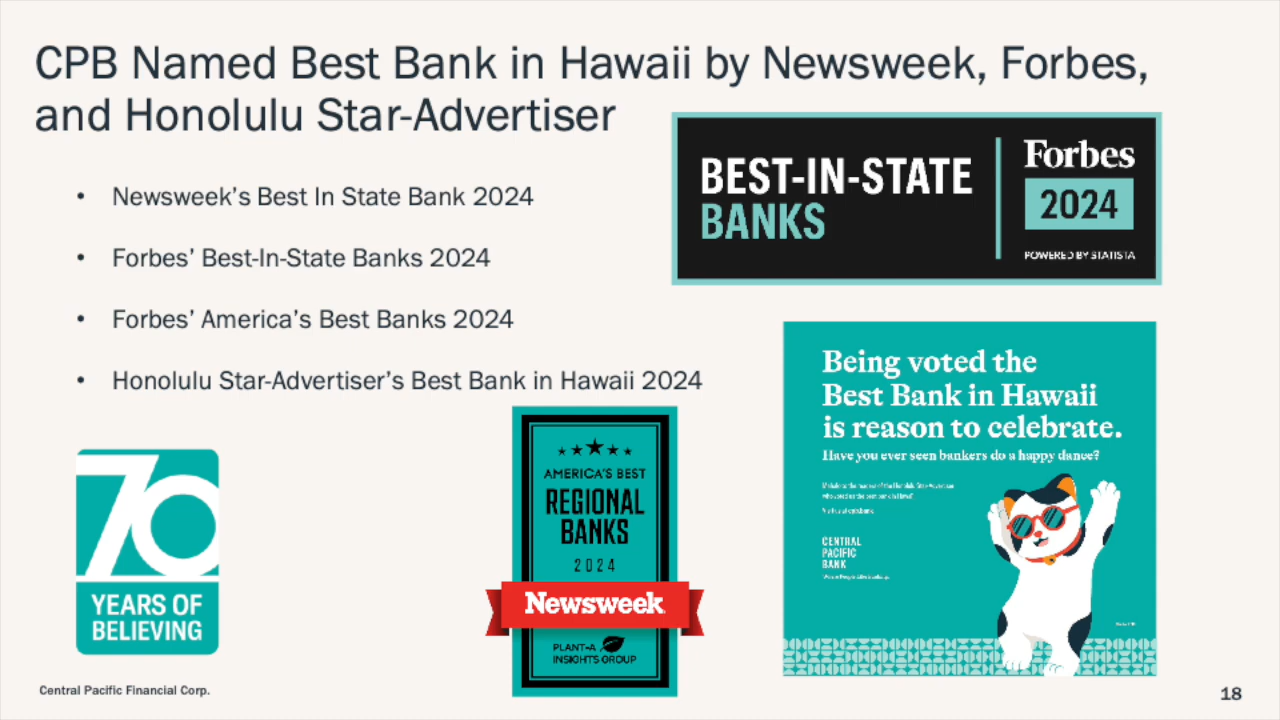 CPB Named Best Bank in Hawaii by Newsweek, Forbes,
and Honolulu Star-Advertiser
• Newsweek's Best In State Bank 2024
• Forbes' Best-In-State Banks 2024
• Forbes' America's Best Banks 2024
• Honolulu Star-Advertiser's Best Bank in Hawaii 2024
BEST-IN-STATE
BANKS
Forbes
2024
POWERED BY STATISTA
70
YEARS OF
BELIEVING
AMERICA'S BEST
REGIONAL
BANKS
2024
Newsweek
PLANT-A
INSIGHTS GROUP
Being voted the
Best Bank in Hawaii
is reason to celebrate.
Have you ever seen bankers do a happy dance?
CENTRAL
PACIFIC
BANK
Central Pacific Financial Corp.
18